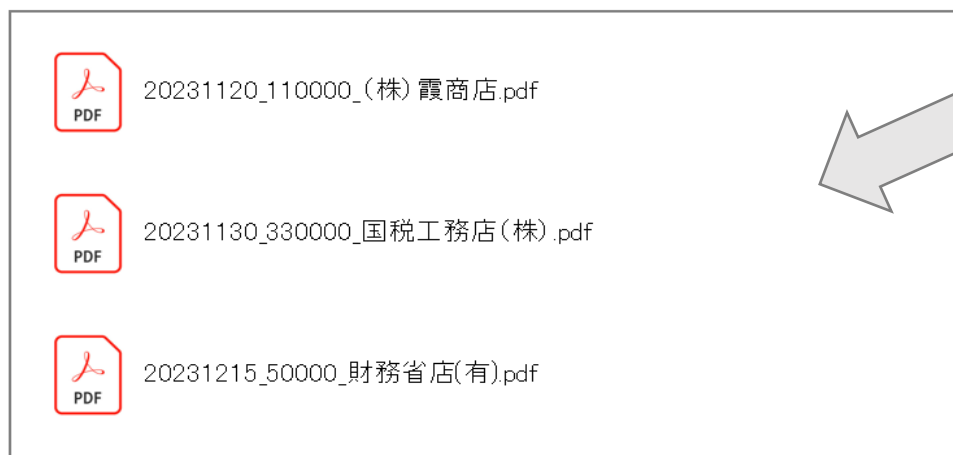 PDF 20231120_110000_(株)霞商店.pdf
PDF 20231130_330000_国税工務店(株).pdf
PDF 20231215_50000_財務省店(有).pdf